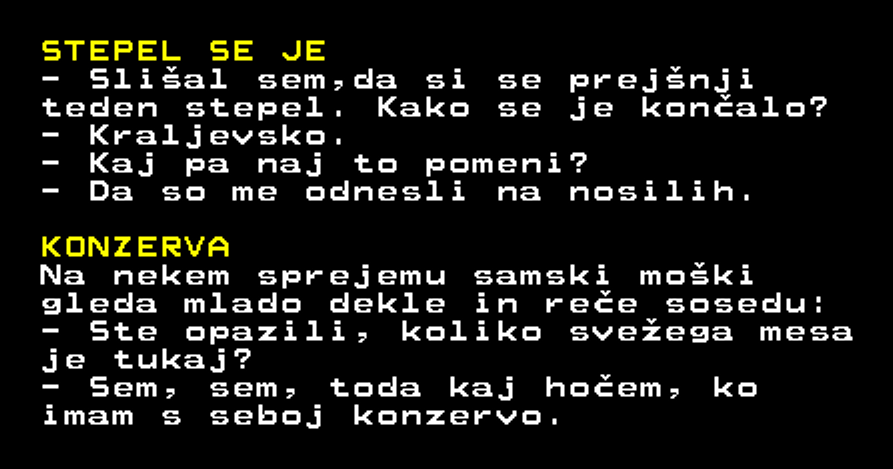 STEPEL SE JE
- Slišal sem,da si se prejšnji
teden stepel. Kako se je končalo?
- Kraljevsko.
- Kaj pa naj to pomeni?
- Da so me odnesli na nosilih.
KONZERVA
Na nekem sprejemu samski moški
gleda mlado dekle in reče sosedu:
- Ste opazili, koliko svežega mesa
je tukaj?
- Sem, sem, toda kaj hočem, ko
imam s seboj konzervo.